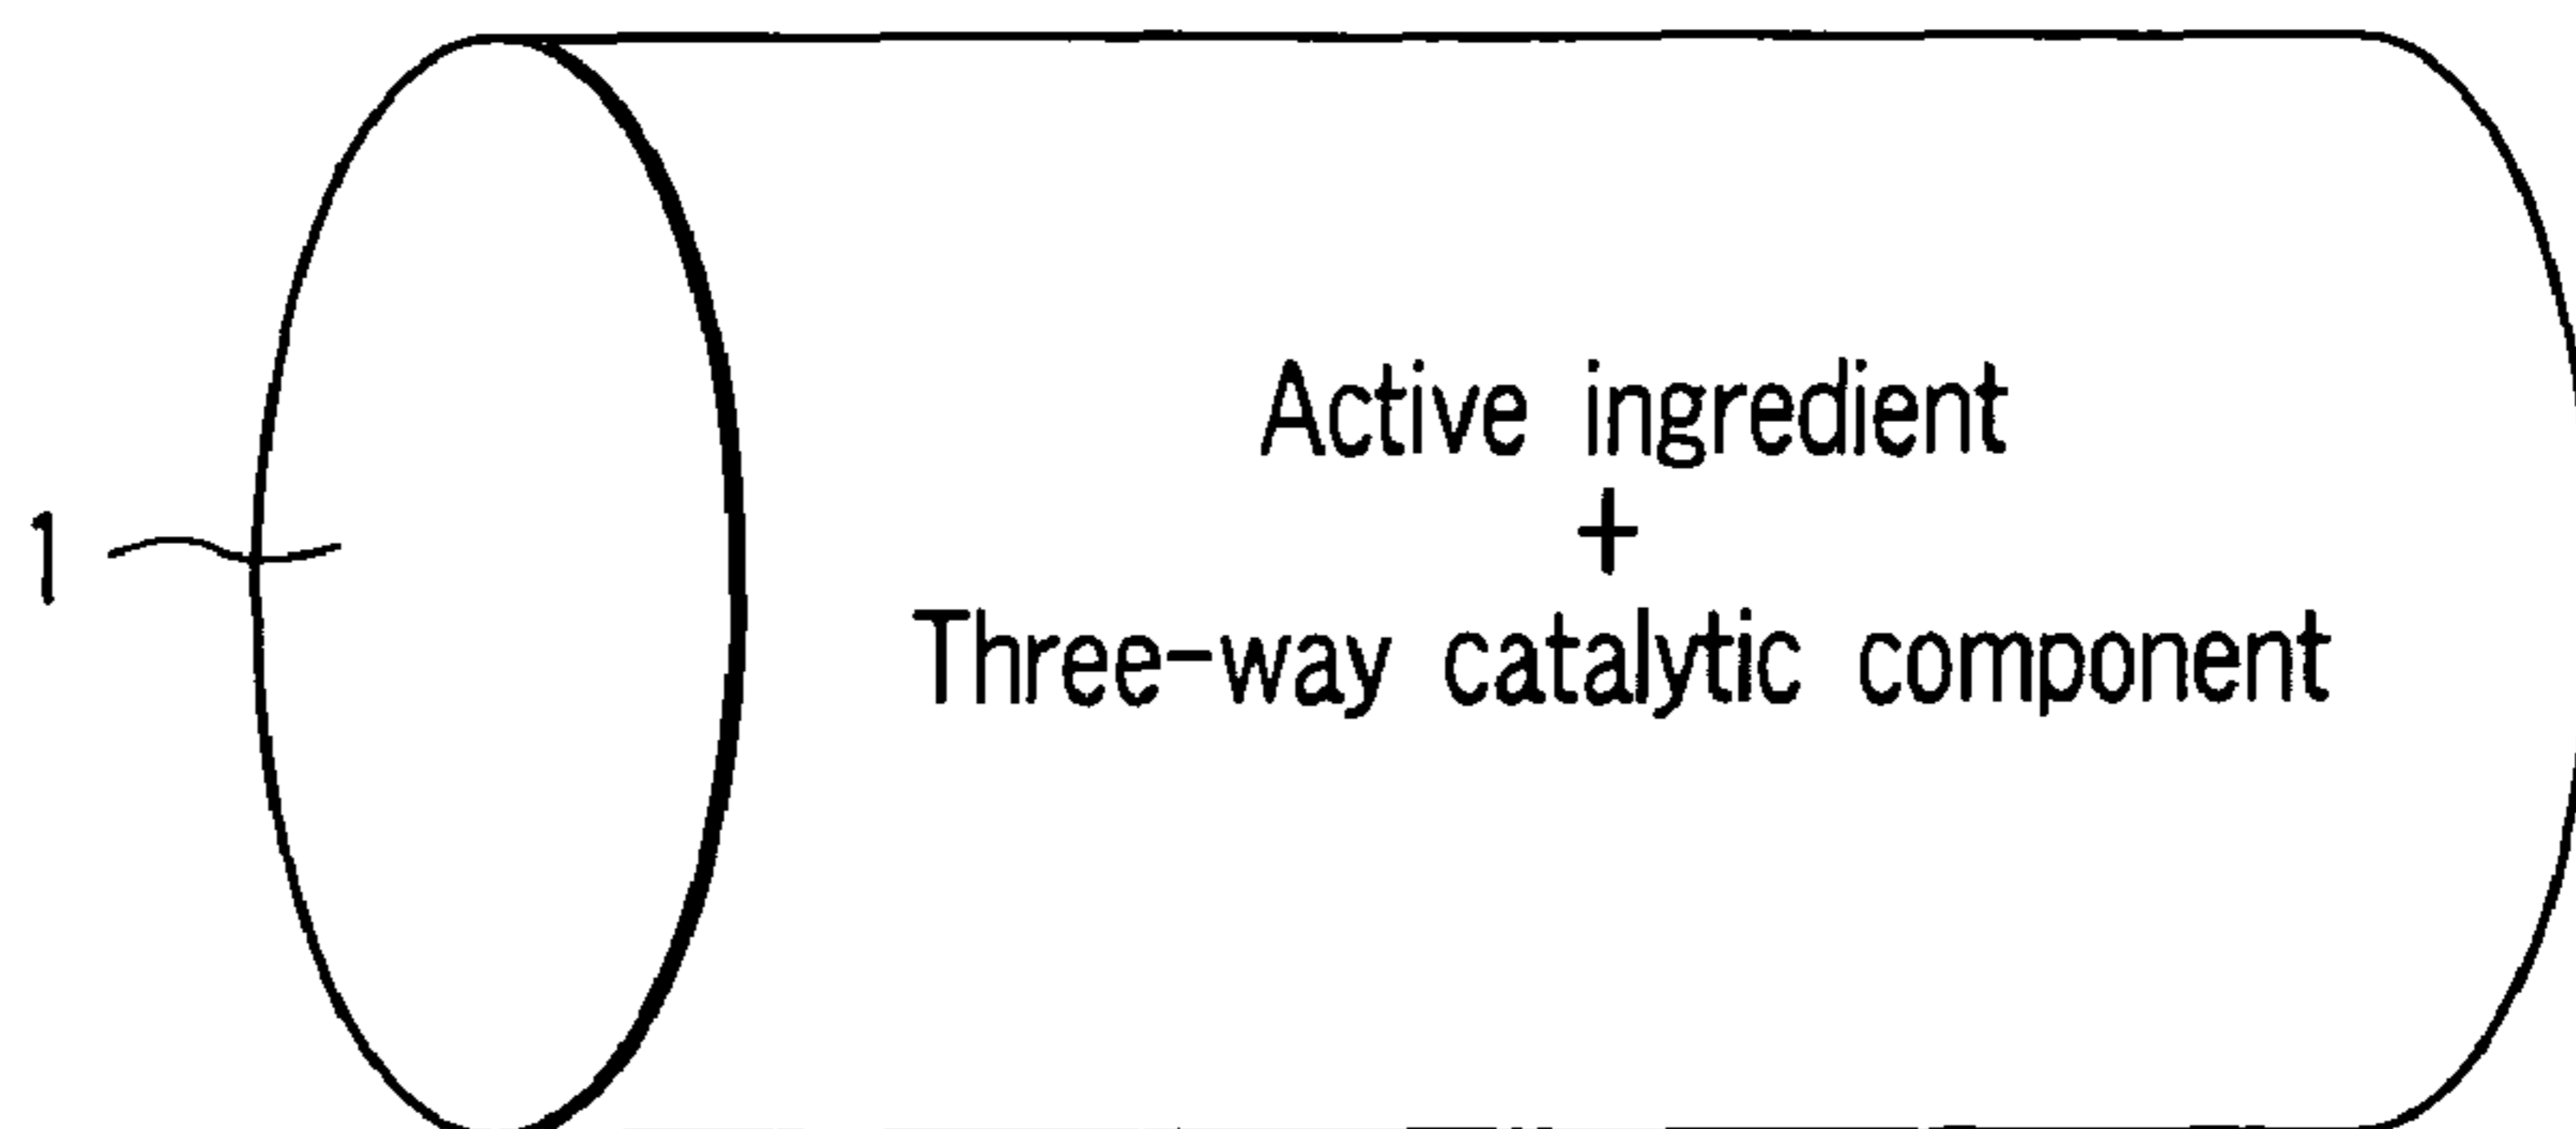 Active ingredient
+
Three-way catalytic component
1